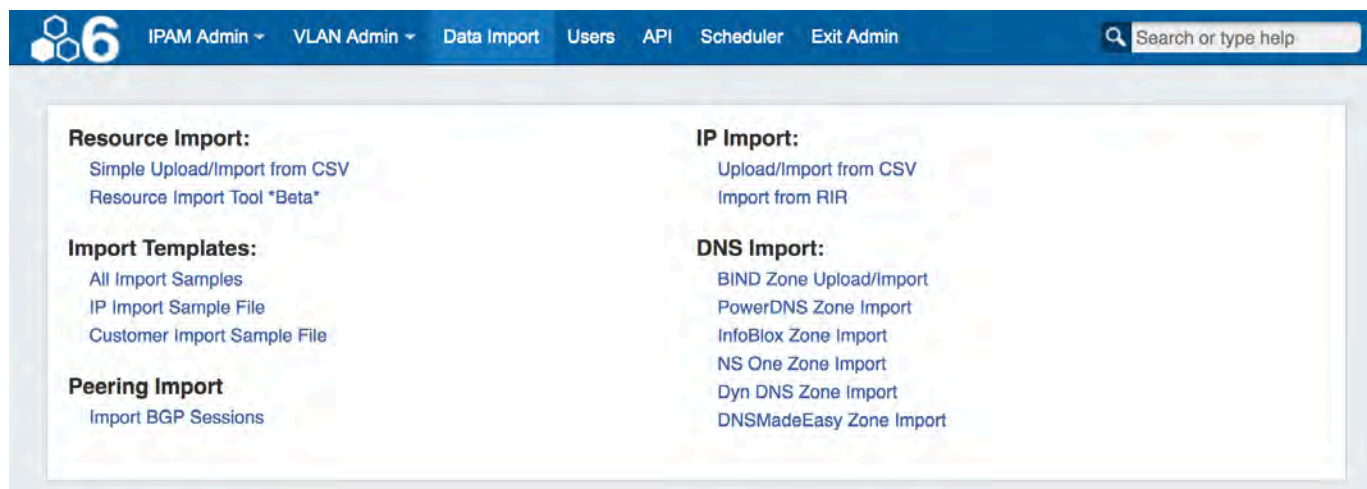 6 IPAM Admin VLAN Admin Data Import Users API Scheduler Exit Admin Search or type help
Resource Import:
Simple Upload/Import from CSV
Resource Import Tool *Beta*
Import Templates:
All Import Samples
IP Import Sample File
Customer Import Sample File
Peering Import
Import BGP Sessions
IP Import:
Upload/Import from CSV
Import from RIR
DNS Import:
BIND Zone Upload/Import
PowerDNS Zone Import
InfoBlox Zone Import
NS One Zone Import
Dyn DNS Zone Import
DNSMadeEasy Zone Import